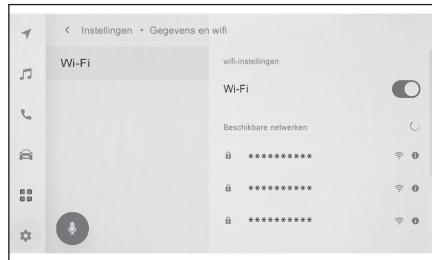 Instellingen • Gegevens en wifi
Wi-Fi
wifi-instellingen
Wi-Fi
Beschikbare netwerken
**********
**********
**********